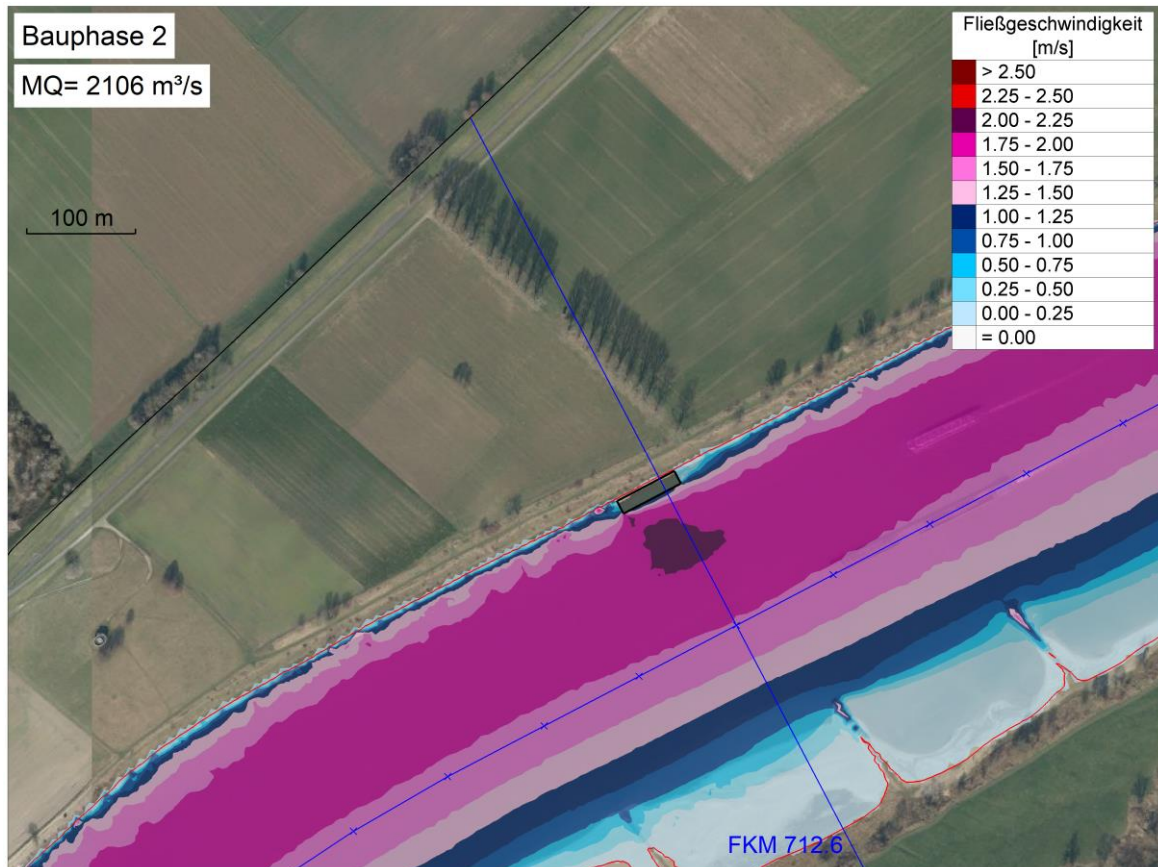 Bauphase 2
MQ= 2106 m³/s
100 m
Fließgeschwindigkeit
[m/s]
> 2.50
2.25 - 2.50
2.00 - 2.25
1.75 - 2.00
1.50 - 1.75
1.25 - 1.50
1.00 - 1.25
0.75 - 1.00
0.50 - 0.75
0.25 - 0.50
0.00 - 0.25
= 0.00
FKM 712.6